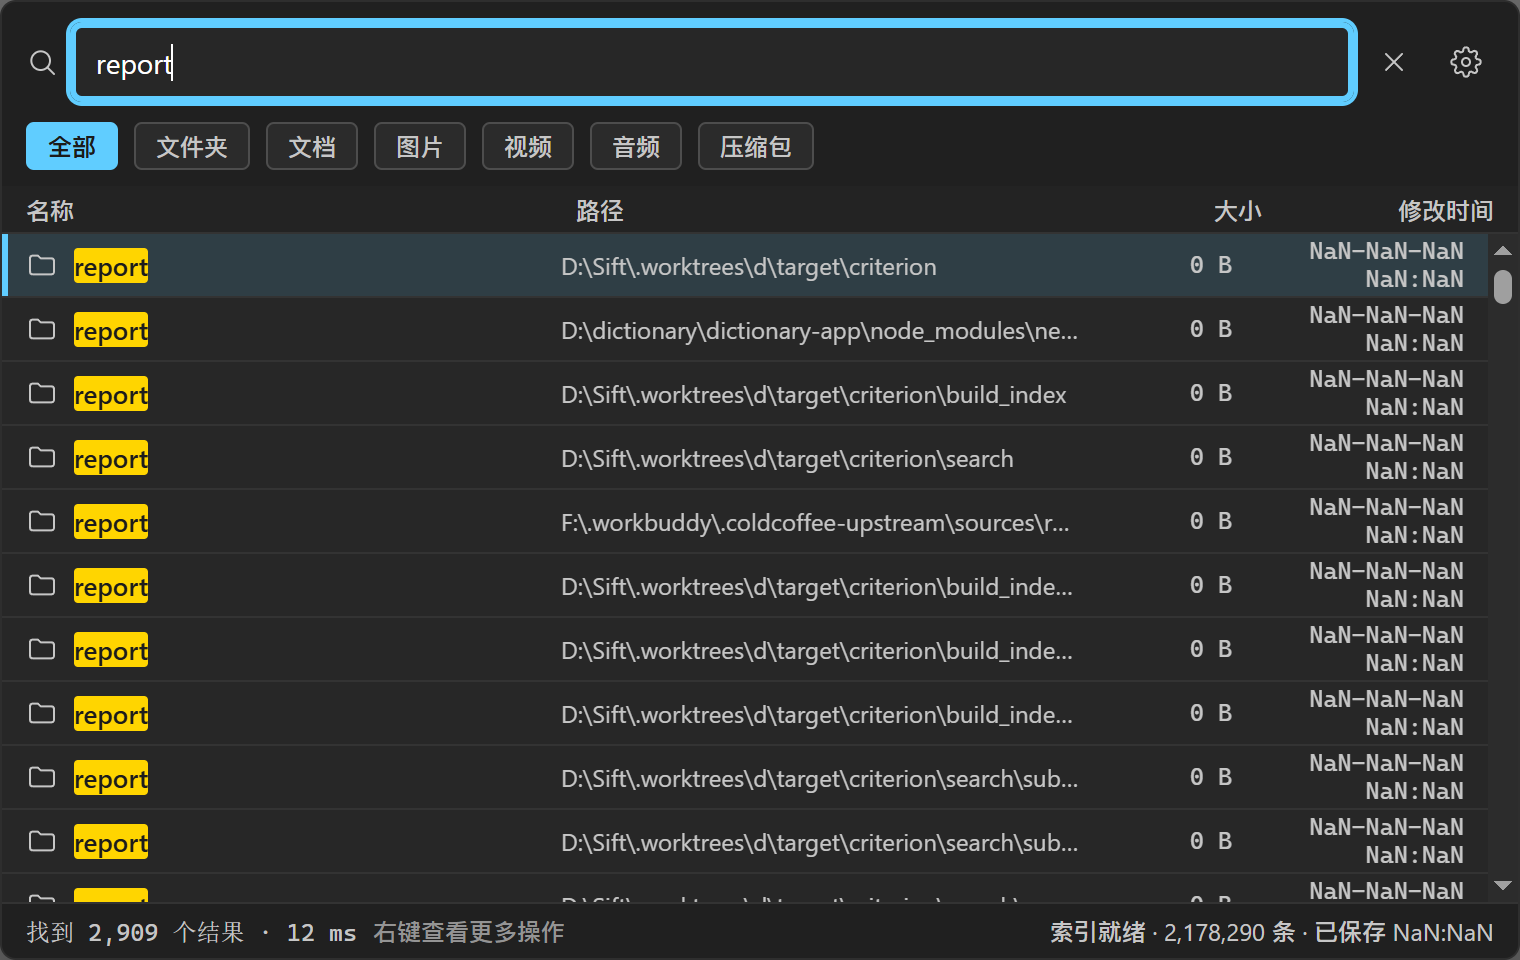 report
全部 文件夹 文档 图片 视频 音频 压缩包
名称 路径 大小 修改时间
report D:\Sift\.worktrees\d\target\criterion 0 B NaN-NaN-NaN
NaN:NaN
report D:\dictionary\dictionary-app\node_modules\ne... 0 B NaN-NaN-NaN
NaN:NaN
report D:\Sift\.worktrees\d\target\criterion\build_index 0 B NaN-NaN-NaN
NaN:NaN
report D:\Sift\.worktrees\d\target\criterion\search 0 B NaN-NaN-NaN
NaN:NaN
report F:\.workbuddy\.coldcoffee-upstream\sources\r... 0 B NaN-NaN-NaN
NaN:NaN
report D:\Sift\.worktrees\d\target\criterion\build_inde... 0 B NaN-NaN-NaN
NaN:NaN
report D:\Sift\.worktrees\d\target\criterion\build_inde... 0 B NaN-NaN-NaN
NaN:NaN
report D:\Sift\.worktrees\d\target\criterion\build_inde... 0 B NaN-NaN-NaN
NaN:NaN
report D:\Sift\.worktrees\d\target\criterion\search\sub... 0 B NaN-NaN-NaN
NaN:NaN
report D:\Sift\.worktrees\d\target\criterion\search\sub... 0 B NaN-NaN-NaN
NaN:NaN
NaN-NaN-NaN
找到 2,909 个结果 · 12 ms 右键查看更多操作 索引就绪 · 2,178,290 条 · 已保存 NaN:NaN